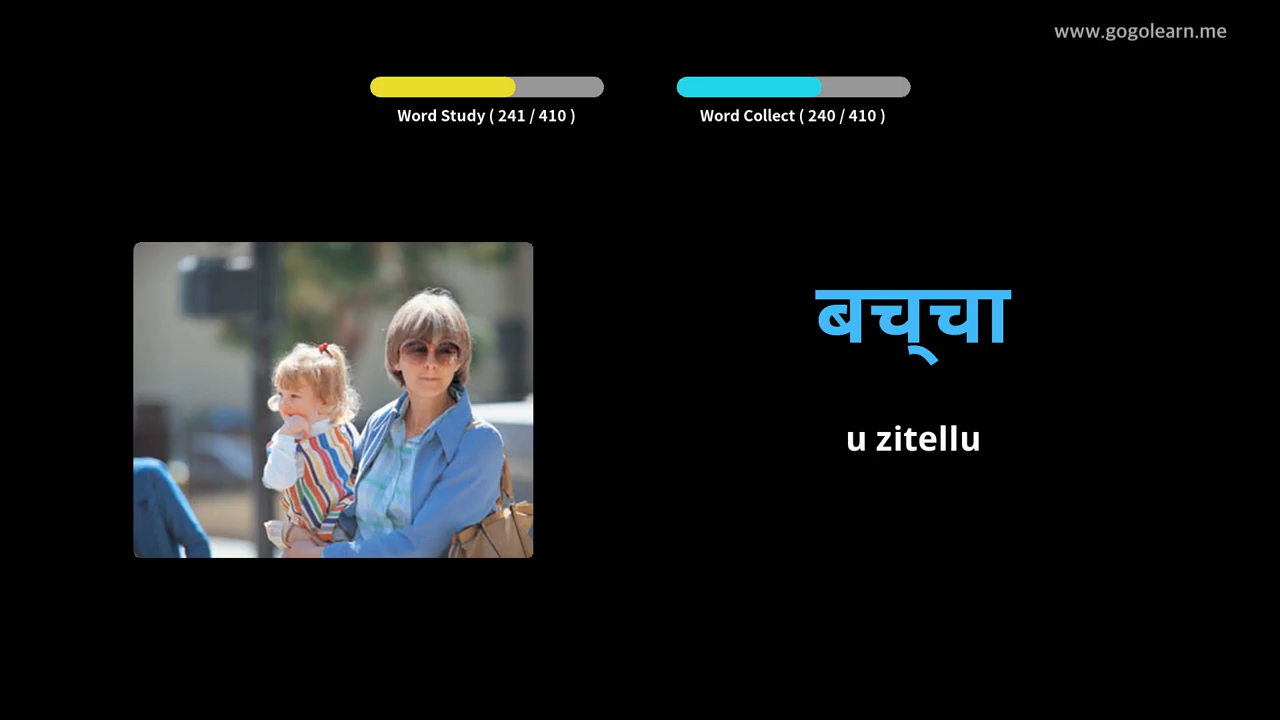 www.gogolearn.me
Word Study ( 241 / 410 )
Word Collect ( 240 / 410 )
बच्चा
u zitellu